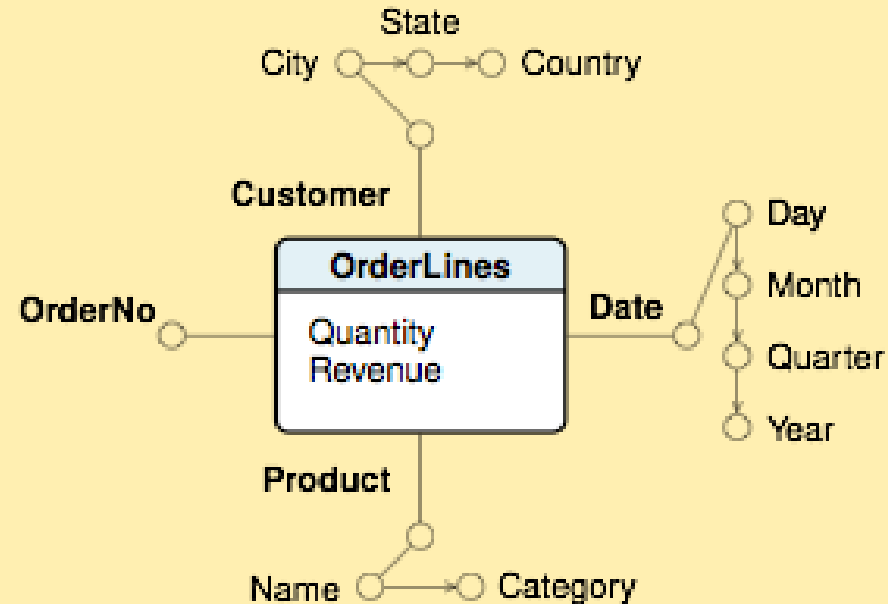 State
City
Country
Customer
OrderLines
Quantity
Revenue
OrderNo
Date
Day
Month
Quarter
Year
Product
Name
Category